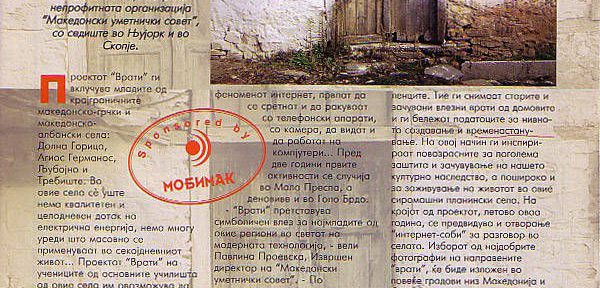 непрофитната организација
"Македонски уметнички совет",
со седиште во Њујорк и во
Скопје.
Проектот "Врати" ги
вклучува младите од
крајграничните
македонско-грчки и
македонско-
албански села:
Долна Горица,
Агиос Германос,
Љубојно и
Требиште. Во
овие села сè уште
нема квалитетен и
целодневен дотак на
електрична енергија, нема многу
уреди што масовно се
применуваат во секојдневниот
живот... Проектот "Врати" на
учениците од основните училишта
од овие села им овозможува да
Sponsored by
МОБИМАК
феноменот интернет, првпат да
се сретнат и да ракуваат
со телефонски апарати,
со камера, да видат и
да работат на
компјутери... Пред
две години првите
активности се случија
во Мала Преспа, а
деновиве и во Голо Брдо.
- "Врати" претставува
симболичен влез за најмладите од
овие региони во светот на
модерната технологија, - вели
Павлина Проевска, Извршен
директор на "Македонски
уметнички совет". - По
пенците. Тие ги снимаат старите и
зачувани влезни врати од домовите
и ги бележат податоците за нивно-
то создавање и временастанување.
На овој начин ги инспири-
раат повозрасните за поголема
заштита и зачувување на нашето
културно наследство, а пошироко и
за заживување на животот во овие
сиромашни планински села. На
крајот од проектот, летото оваа
година, се предвидува и отворање
"интернет-соби" за разговор во
селата. Изборот од најдобрите
фотографии на направените
"врати", ќе биде изложен во
повеќе градови низ Македонија и